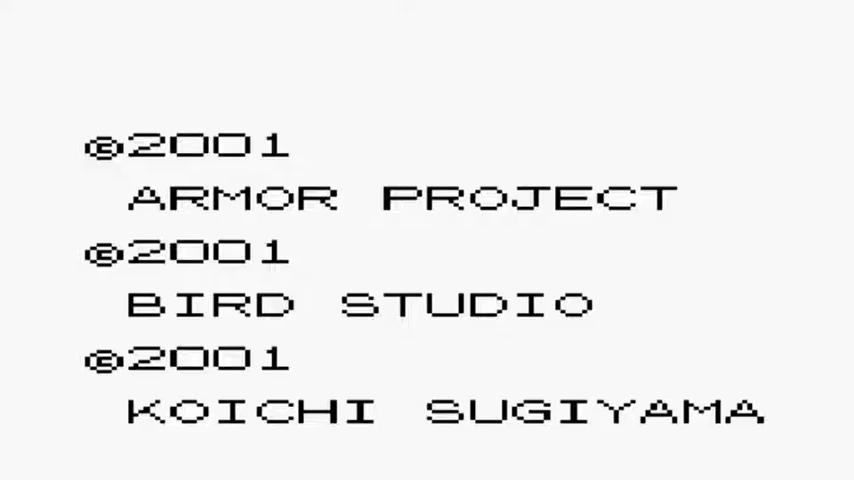 ©2001
ARMOR PROJECT
©2001
BIRD STUDIO
©2001
KOICHI SUGIYAMA